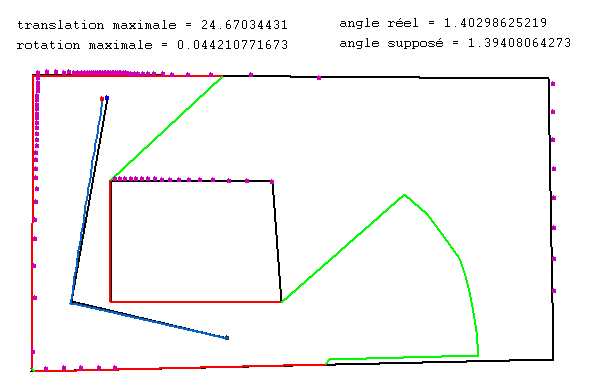 translation maximale = 24.67034431
rotation maximale = 0.044210771673
angle réel = 1.40298625219
angle supposé = 1.39408064273